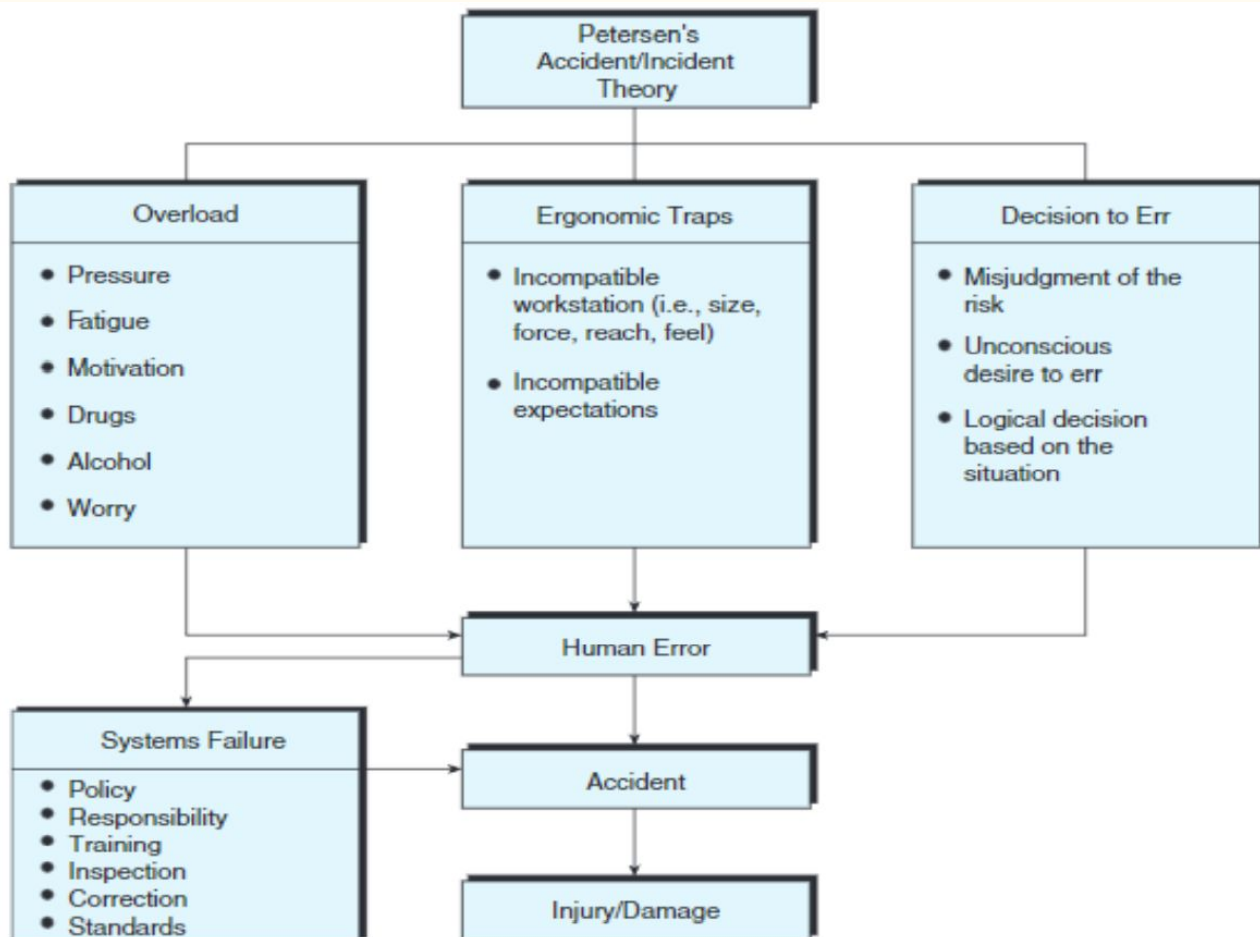 Petersen's
Accident/Incident
Theory
Overload
• Pressure
• Fatigue
• Motivation
• Drugs
• Alcohol
• Worry
Ergonomic Traps
• Incompatible
workstation (i.e., size,
force, reach, feel)
• Incompatible
expectations
Decision to Err
• Misjudgment of the
risk
• Unconscious
desire to err
• Logical decision
based on the
situation
Human Error
Systems Failure
• Policy
• Responsibility
• Training
• Inspection
• Correction
• Standards
Accident
Injury/Damage